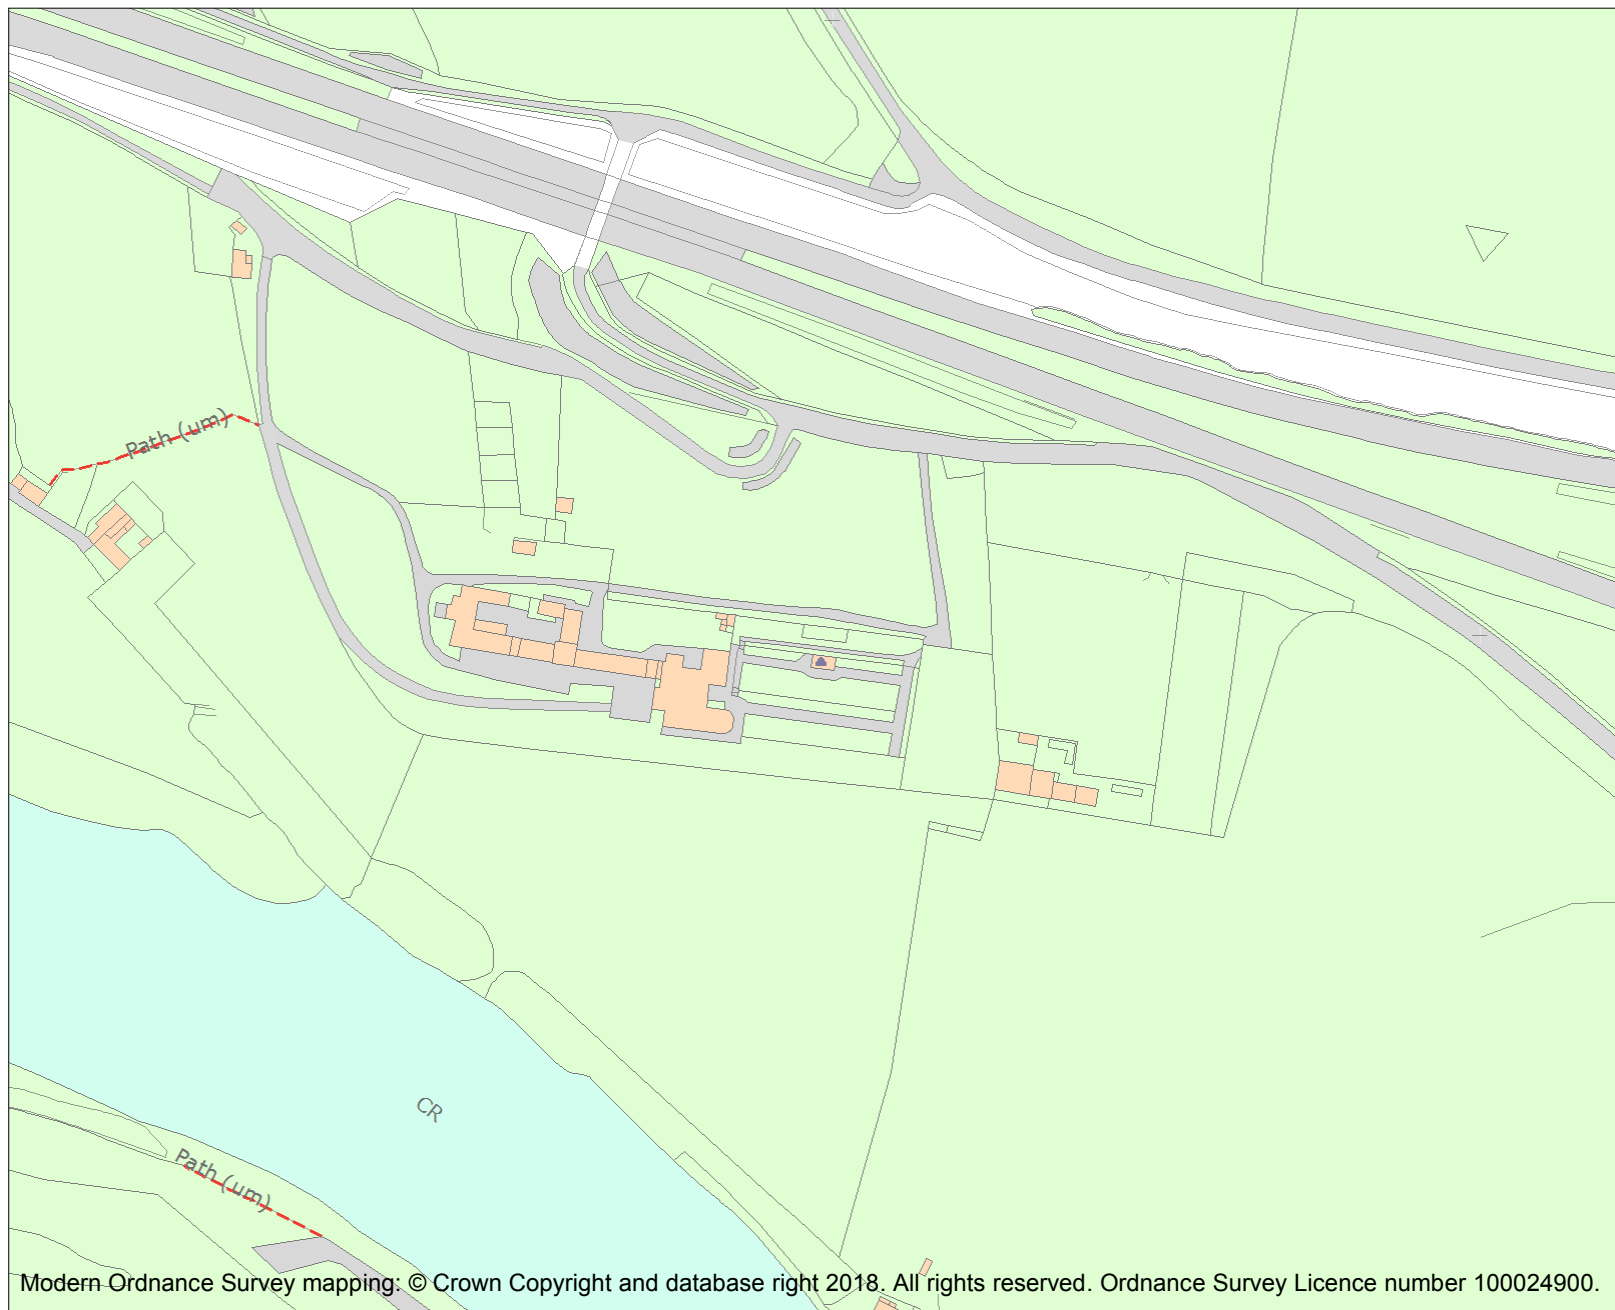 Path (um)
CR
Path (um)
Modern Ordnance Survey mapping: © Crown Copyright and database right 2018. All rights reserved. Ordnance Survey Licence number 100024900.